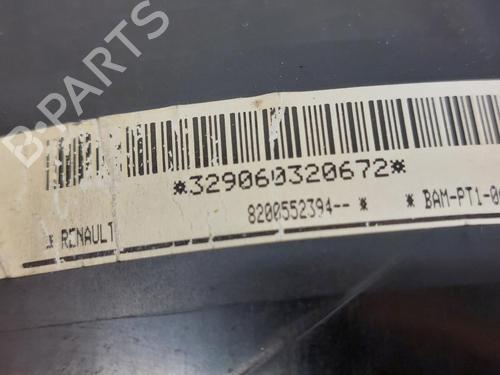 B-PARTS
*329060320672*
8200552394-- *
* RENAULT
* BAM-PT1-0